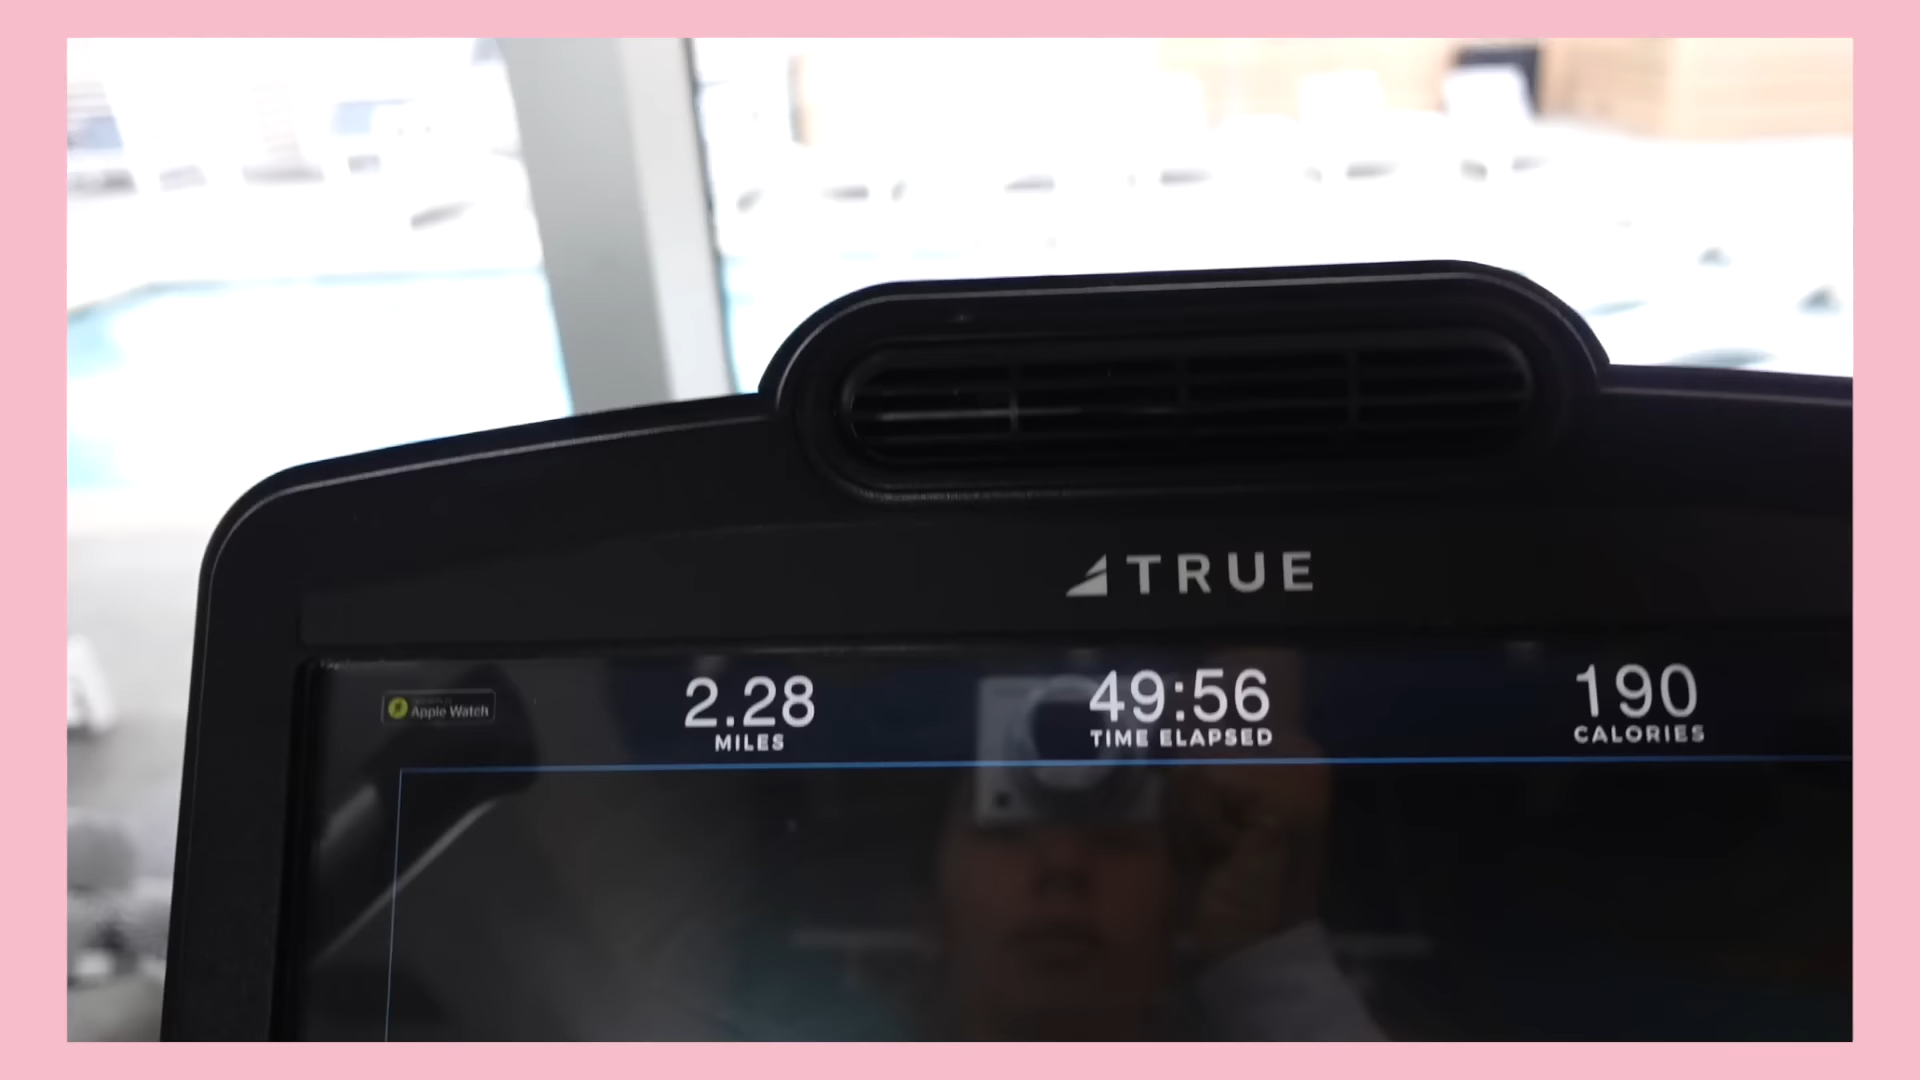 TRUE
Apple Watch
2.28
MILES
49:56
TIME ELAPSED
190
CALORIES